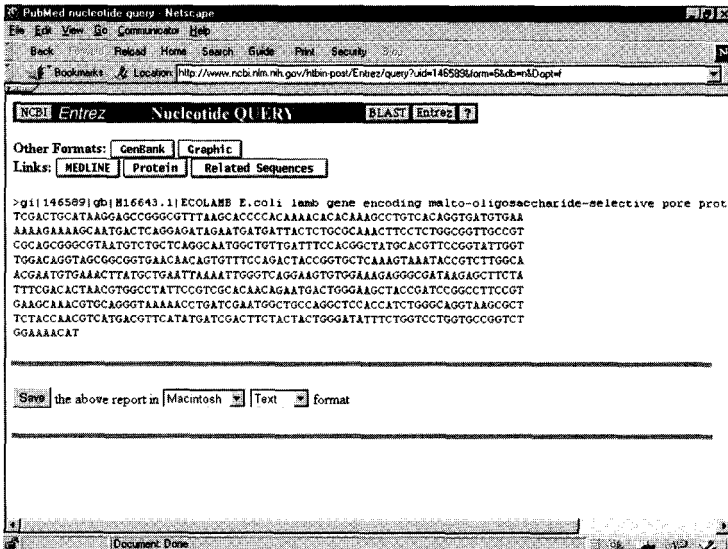 PubMed nucleotide query - Netscape
File Edit View Go Communicator Help
Back Reload Home Search Guide Print Security Stop
Bookmarks Location: http://www.ncbi.nlm.nih.gov/htbin-post/Entrez/query?uid=146589&form=6&db=n&Dopt=f
NCBI Entrez Nucleotide QUERY BLAST Entrez ?
Other Formats: GenBank Graphic
Links: MEDLINE Protein Related Sequences
>gi|146589|gb|M16643.1|ECOLAMB E.coli lamb gene encoding malto-oligosaccharide-selective pore prot
TCGACTGCATAAGGAGCCGGGCGTTTAAGCACCCCACAAAACACACAAAGCCTGTCACAGGTGATGTGAA
AAAAGAAAAGCAATGACTCAGGAGATAGAATGATGATTACTCTGCGCAAACTTCCTCTGGCGGTTGCCGT
CGCAGCGGGCGTAATGTCTGCTCAGGCAATGGCTGTTGATTTCCACGGCTATGCACGTTCCGGTATTGGT
TGGACAGGTAGCGGCGGTGAACAACAGTGTTTCCAGACTACCGGTGCTCAAAGTAAATACCGTCTTGGCA
ACGAATGTGAAACTTATGCTGAATTAAAATTGGGTCAGGAAGTGTGGAAAGAGGGCGATAAGAGCTTCTA
TTTCGACACTAACGTGGCCTATTCCGTCGCACAACAGAATGACTGGGAAGCTACCGATCCGGCCTTCCGT
GAAGCAAACGTGCAGGGTAAAAACCTGATCGAATGGCTGCCAGGCTCCACCATCTGGGCAGGTAAGCGCT
TCTACCAACGTCATGACGTTCATATGATCGACTTCTACTACTGGGATATTTCTGGTCCTGGTGCCGGTCT
GGAAAACAT
Save the above report in Macintosh Text format
Document: Done